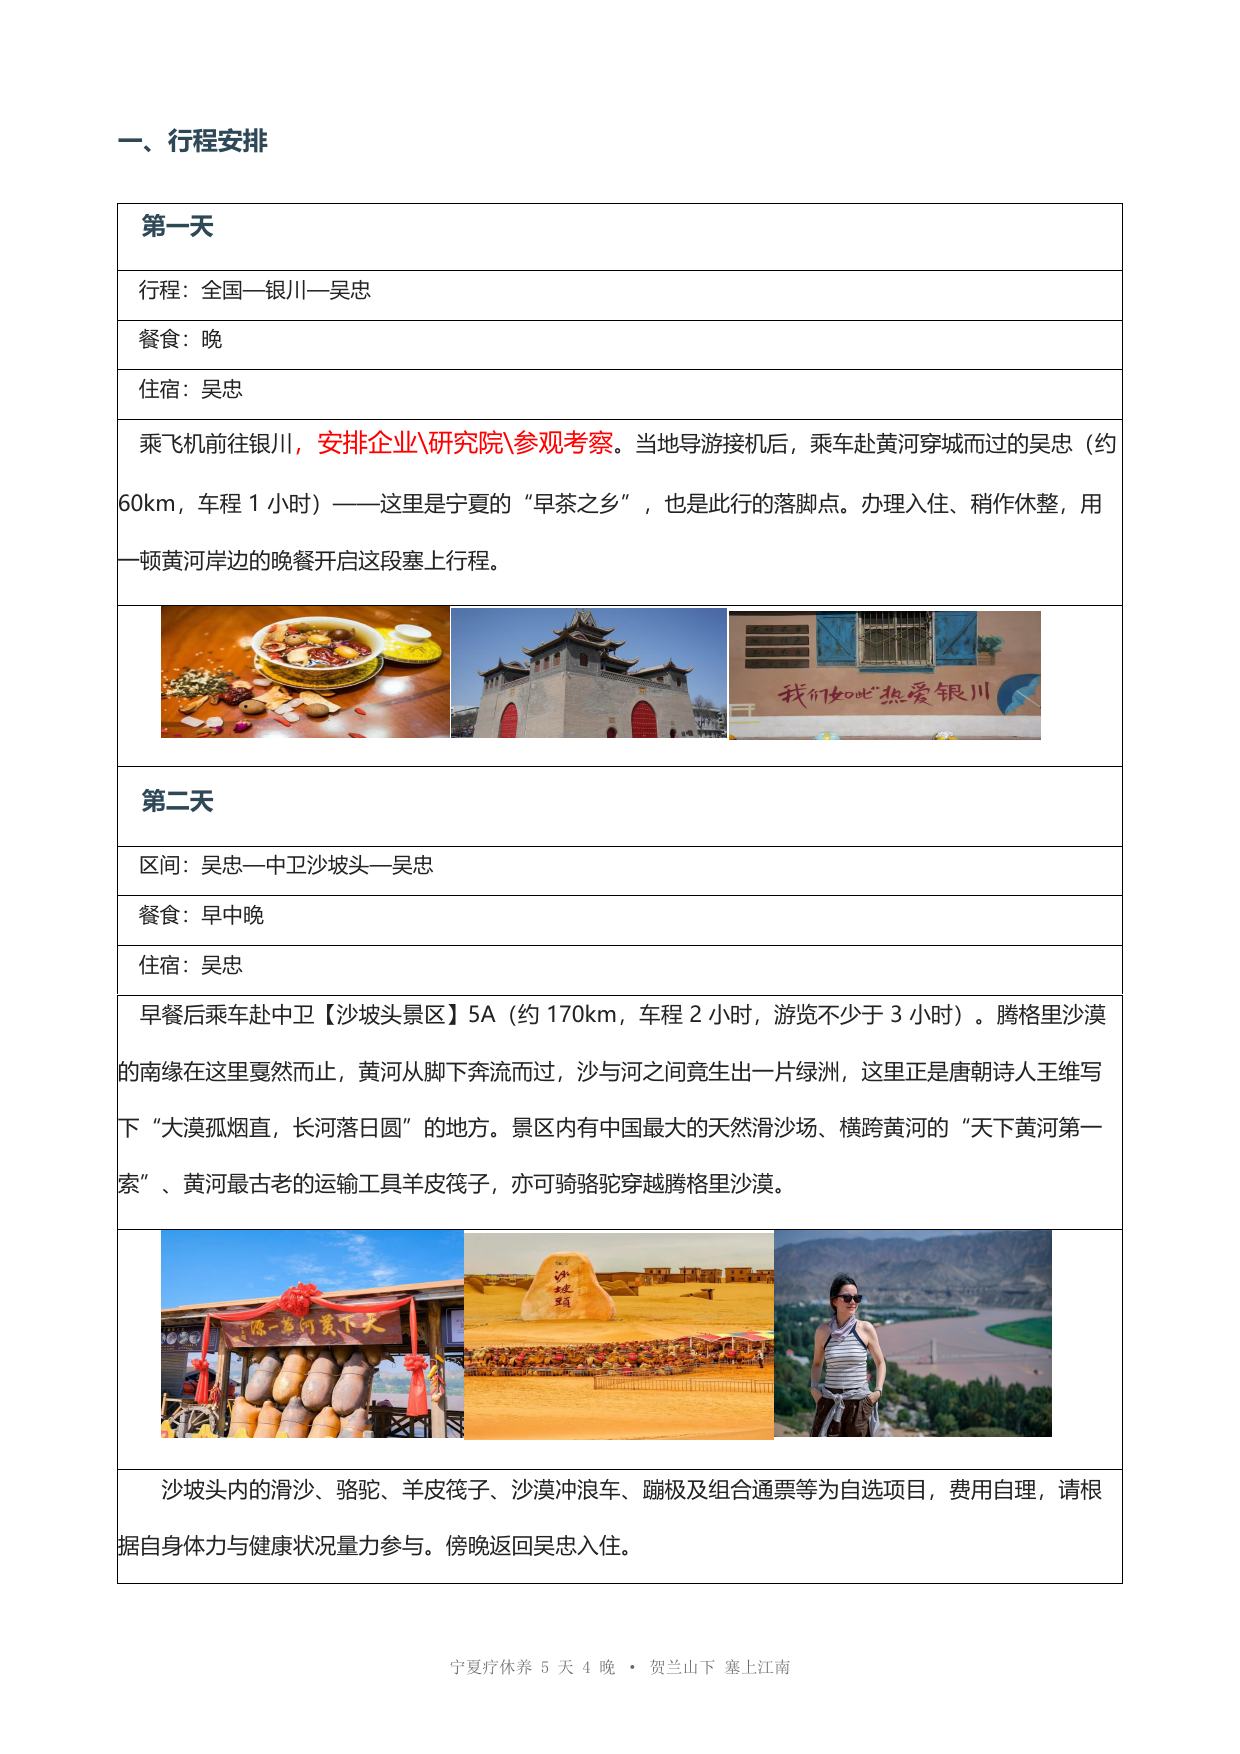 一、行程安排
第一天
行程：全国—银川—吴忠
餐食：晚
住宿：吴忠
乘飞机前往银川，安排企业\研究院\参观考察。当地导游接机后，乘车赴黄河穿城而过的吴忠（约
60km，车程 1 小时）——这里是宁夏的“早茶之乡”，也是此行的落脚点。办理入住、稍作休整，用
一顿黄河岸边的晚餐开启这段塞上行程。
我们如此热爱银川
第二天
区间：吴忠—中卫沙坡头—吴忠
餐食：早中晚
住宿：吴忠
早餐后乘车赴中卫【沙坡头景区】5A（约 170km，车程 2 小时，游览不少于 3 小时）。腾格里沙漠
的南缘在这里戛然而止，黄河从脚下奔流而过，沙与河之间竟生出一片绿洲，这里正是唐朝诗人王维写
下“大漠孤烟直，长河落日圆”的地方。景区内有中国最大的天然滑沙场、横跨黄河的“天下黄河第一
索”、黄河最古老的运输工具羊皮筏子，亦可骑骆驼穿越腾格里沙漠。
源一第河黄下天
沙坡頭
沙坡头内的滑沙、骆驼、羊皮筏子、沙漠冲浪车、蹦极及组合通票等为自选项目，费用自理，请根
据自身体力与健康状况量力参与。傍晚返回吴忠入住。
宁夏疗休养 5 天 4 晚 • 贺兰山下 塞上江南